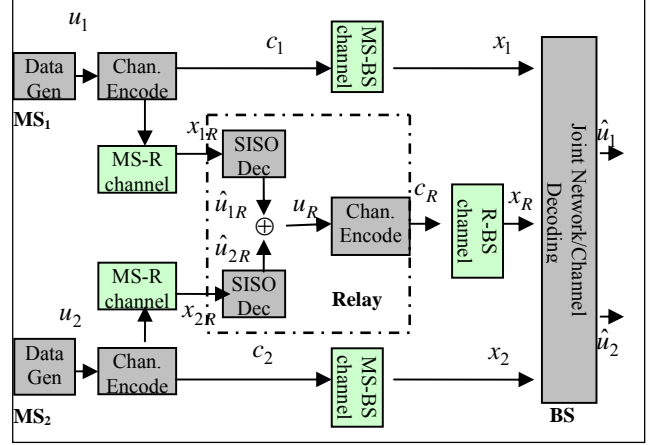 u1
Data
Gen
MS1
Chan.
Encode
c1
MS-BS
channel
x1
MS-R
channel
x1R
SISO
Dec
û1R
⊕
uR
û2R
Chan.
Encode
cR
R-BS
channel
xR
Joint Network/Channel
Decoding
û1
MS-R
channel
x2R
SISO
Dec
Relay
u2
Data
Gen
MS2
Chan.
Encode
c2
MS-BS
channel
x2
û2
BS